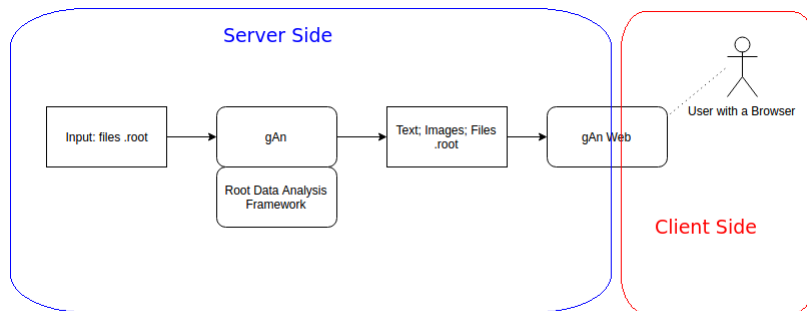 Server Side
Input: files .root
gAn
Text; Images; Files
.root
gAn Web
Root Data Analysis
Framework
User with a Browser
Client Side